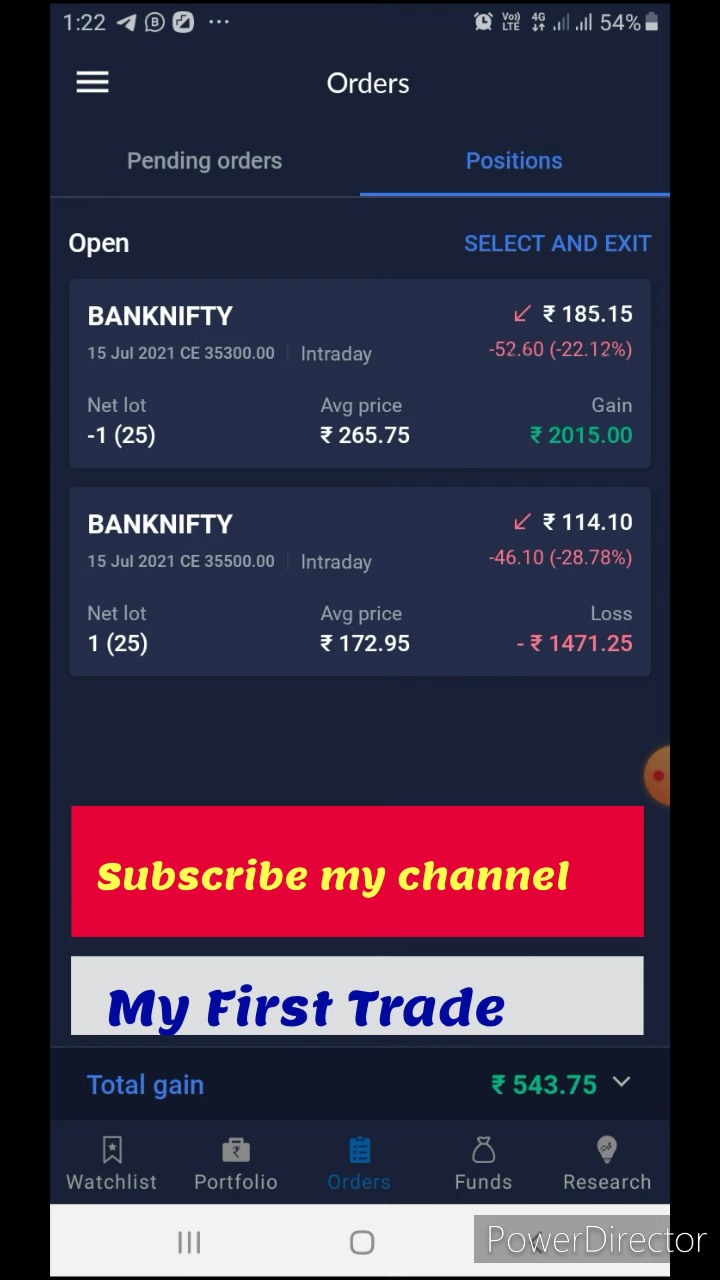 1:22 ... Vo)) LTE 4G 54%
Orders
Pending orders Positions
Open SELECT AND EXIT
BANKNIFTY ₹ 185.15
15 Jul 2021 CE 35300.00 Intraday -52.60 (-22.12%)
Net lot Avg price Gain
-1 (25) ₹ 265.75 ₹ 2015.00
BANKNIFTY ₹ 114.10
15 Jul 2021 CE 35500.00 Intraday -46.10 (-28.78%)
Net lot Avg price Loss
1 (25) ₹ 172.95 - ₹ 1471.25
Subscribe my channel
My First Trade
Total gain ₹ 543.75
Watchlist Portfolio Orders Funds Research
PowerDirector